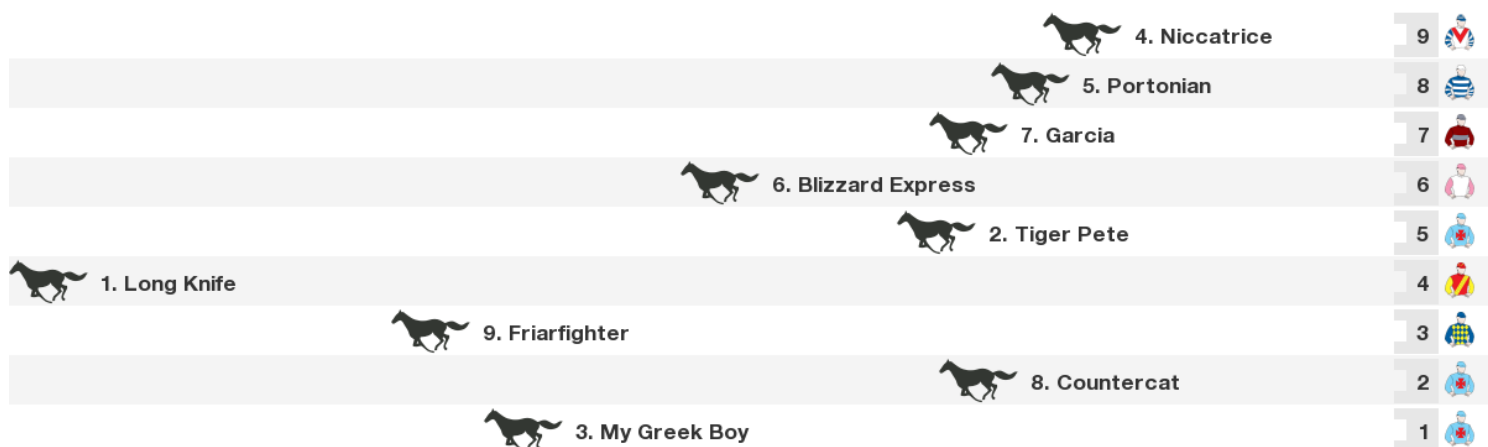 4. Niccatrice 9
5. Portonian 8
7. Garcia 7
6. Blizzard Express 6
2. Tiger Pete 5
1. Long Knife 4
9. Friarfighter 3
8. Countercat 2
3. My Greek Boy 1